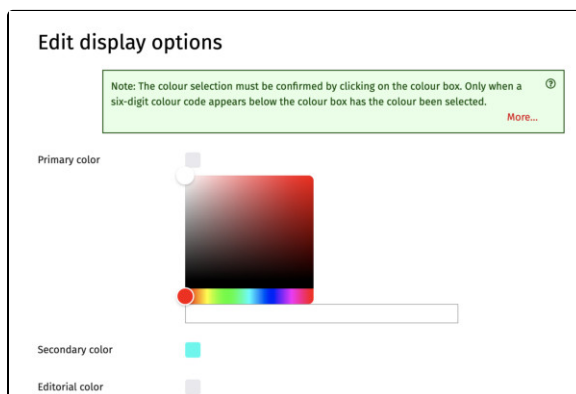 Edit display options
Note: The colour selection must be confirmed by clicking on the colour box. Only when a
six-digit colour code appears below the colour box has the colour been selected.
More...
Primary color
Secondary color
Editorial color